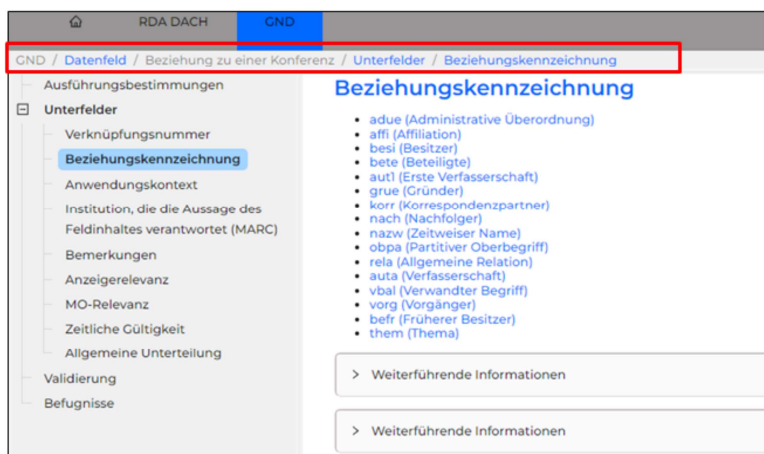 RDA DACH GND
GND / Datenfeld / Beziehung zu einer Konferenz / Unterfelder / Beziehungskennzeichnung
Ausführungsbestimmungen
Unterfelder
Verknüpfungsnummer
Beziehungskennzeichnung
Anwendungskontext
Institution, die die Aussage des
Feldinhaltes verantwortet (MARC)
Bemerkungen
Anzeigerelevanz
MO-Relevanz
Zeitliche Gültigkeit
Allgemeine Unterteilung
Validierung
Befugnisse
Beziehungskennzeichnung
adue (Administrative Überordnung)
affi (Affiliation)
besi (Besitzer)
bete (Beteiligte)
aut1 (Erste Verfasserschaft)
grue (Gründer)
korr (Korrespondenzpartner)
nach (Nachfolger)
nazw (Zeitweiser Name)
obpa (Partitiver Oberbegriff)
rela (Allgemeine Relation)
auta (Verfasserschaft)
vbal (Verwandter Begriff)
vorg (Vorgänger)
befr (Früherer Besitzer)
them (Thema)
Weiterführende Informationen
Weiterführende Informationen